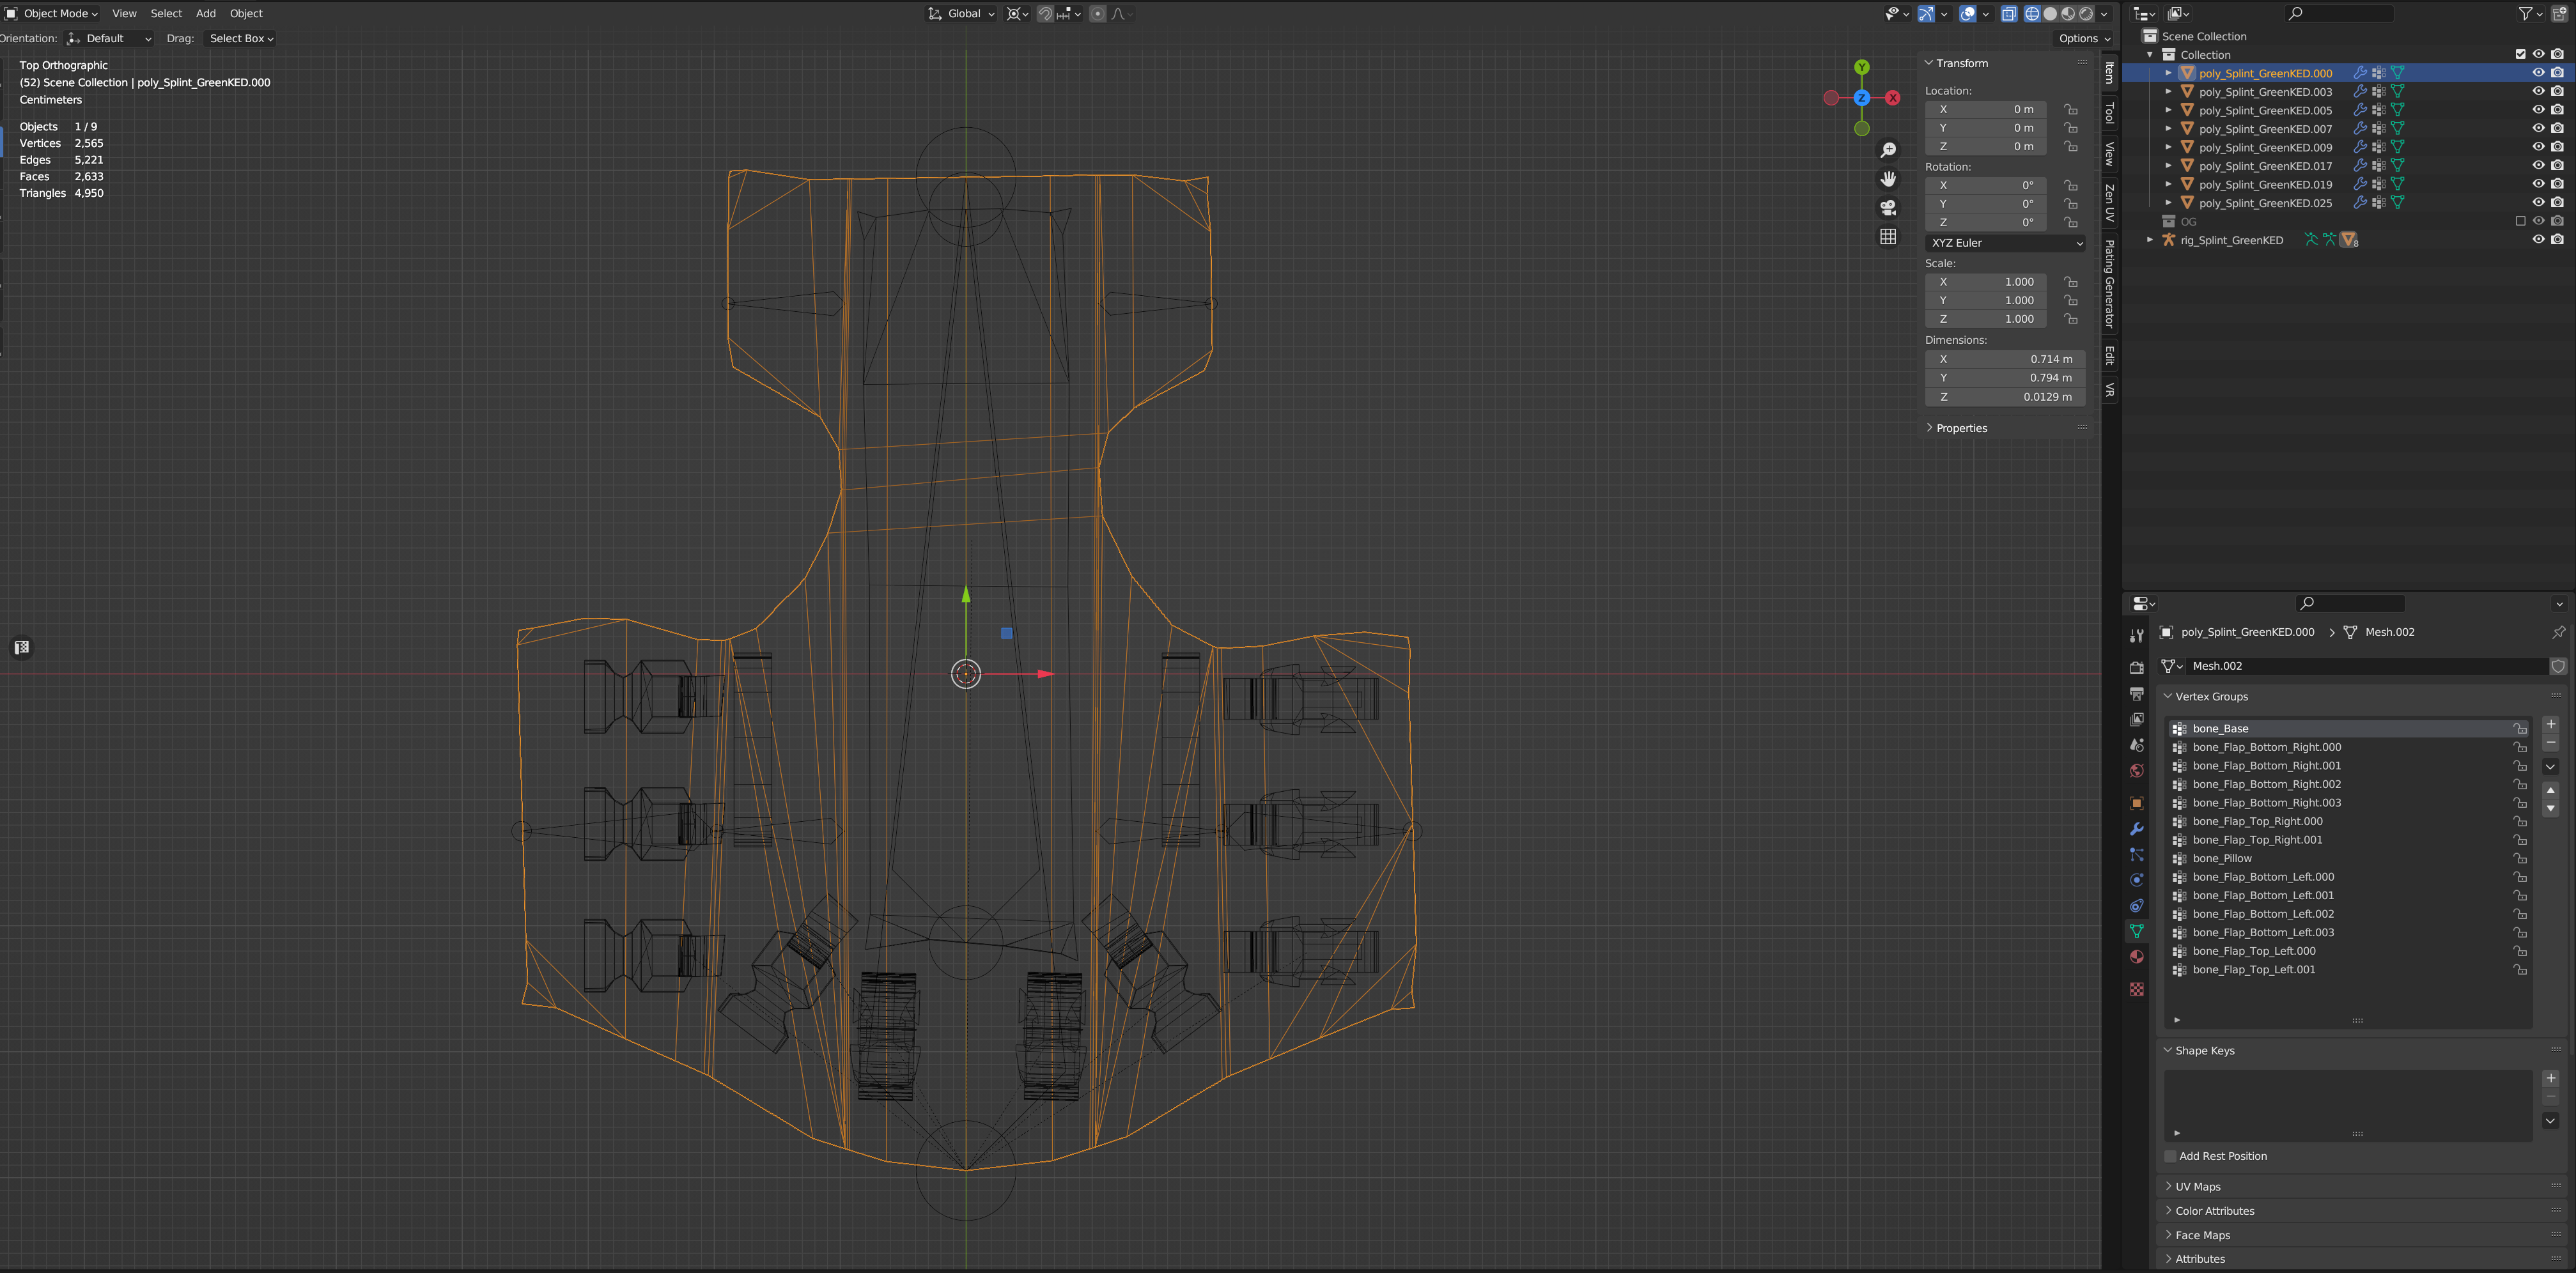 Object Mode View Select Add Object Global
Orientation: Default Drag: Select Box Options
Top Orthographic
(52) Scene Collection | poly_Splint_GreenKED.000
Centimeters
Objects 1 / 9
Vertices 2,565
Edges 5,221
Faces 2,633
Triangles 4,950
Y
Z
X
Transform
Location:
X 0 m
Y 0 m
Z 0 m
Rotation:
X 0°
Y 0°
Z 0°
XYZ Euler
Scale:
X 1.000
Y 1.000
Z 1.000
Dimensions:
X 0.714 m
Y 0.794 m
Z 0.0129 m
Properties
Item
Tool
View
Zen UV
Plating Generator
Edit
VR
Scene Collection
Collection
poly_Splint_GreenKED.000
poly_Splint_GreenKED.003
poly_Splint_GreenKED.005
poly_Splint_GreenKED.007
poly_Splint_GreenKED.009
poly_Splint_GreenKED.017
poly_Splint_GreenKED.019
poly_Splint_GreenKED.025
OG
rig_Splint_GreenKED 8
poly_Splint_GreenKED.000 Mesh.002
Mesh.002
Vertex Groups
bone_Base
bone_Flap_Bottom_Right.000
bone_Flap_Bottom_Right.001
bone_Flap_Bottom_Right.002
bone_Flap_Bottom_Right.003
bone_Flap_Top_Right.000
bone_Flap_Top_Right.001
bone_Pillow
bone_Flap_Bottom_Left.000
bone_Flap_Bottom_Left.001
bone_Flap_Bottom_Left.002
bone_Flap_Bottom_Left.003
bone_Flap_Top_Left.000
bone_Flap_Top_Left.001
Shape Keys
Add Rest Position
UV Maps
Color Attributes
Face Maps
Attributes